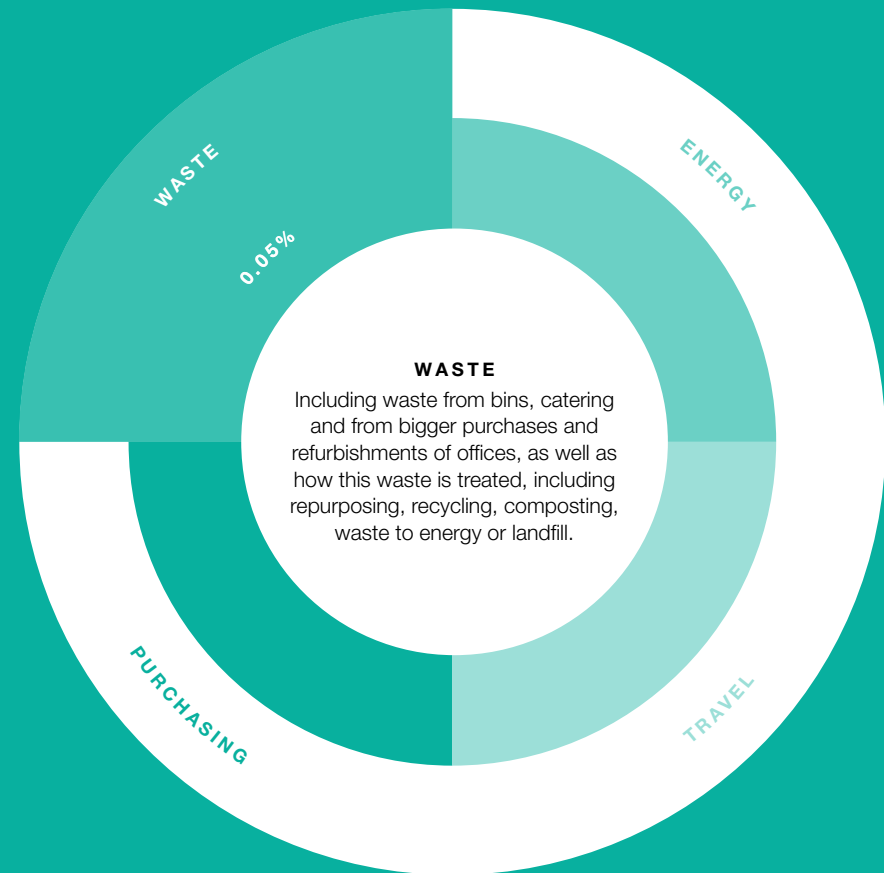 WASTE
0.05%
ENERGY
WASTE
Including waste from bins, catering
and from bigger purchases and
refurbishments of offices, as well as
how this waste is treated, including
repurposing, recycling, composting,
waste to energy or landfill.
PURCHASING
TRAVEL